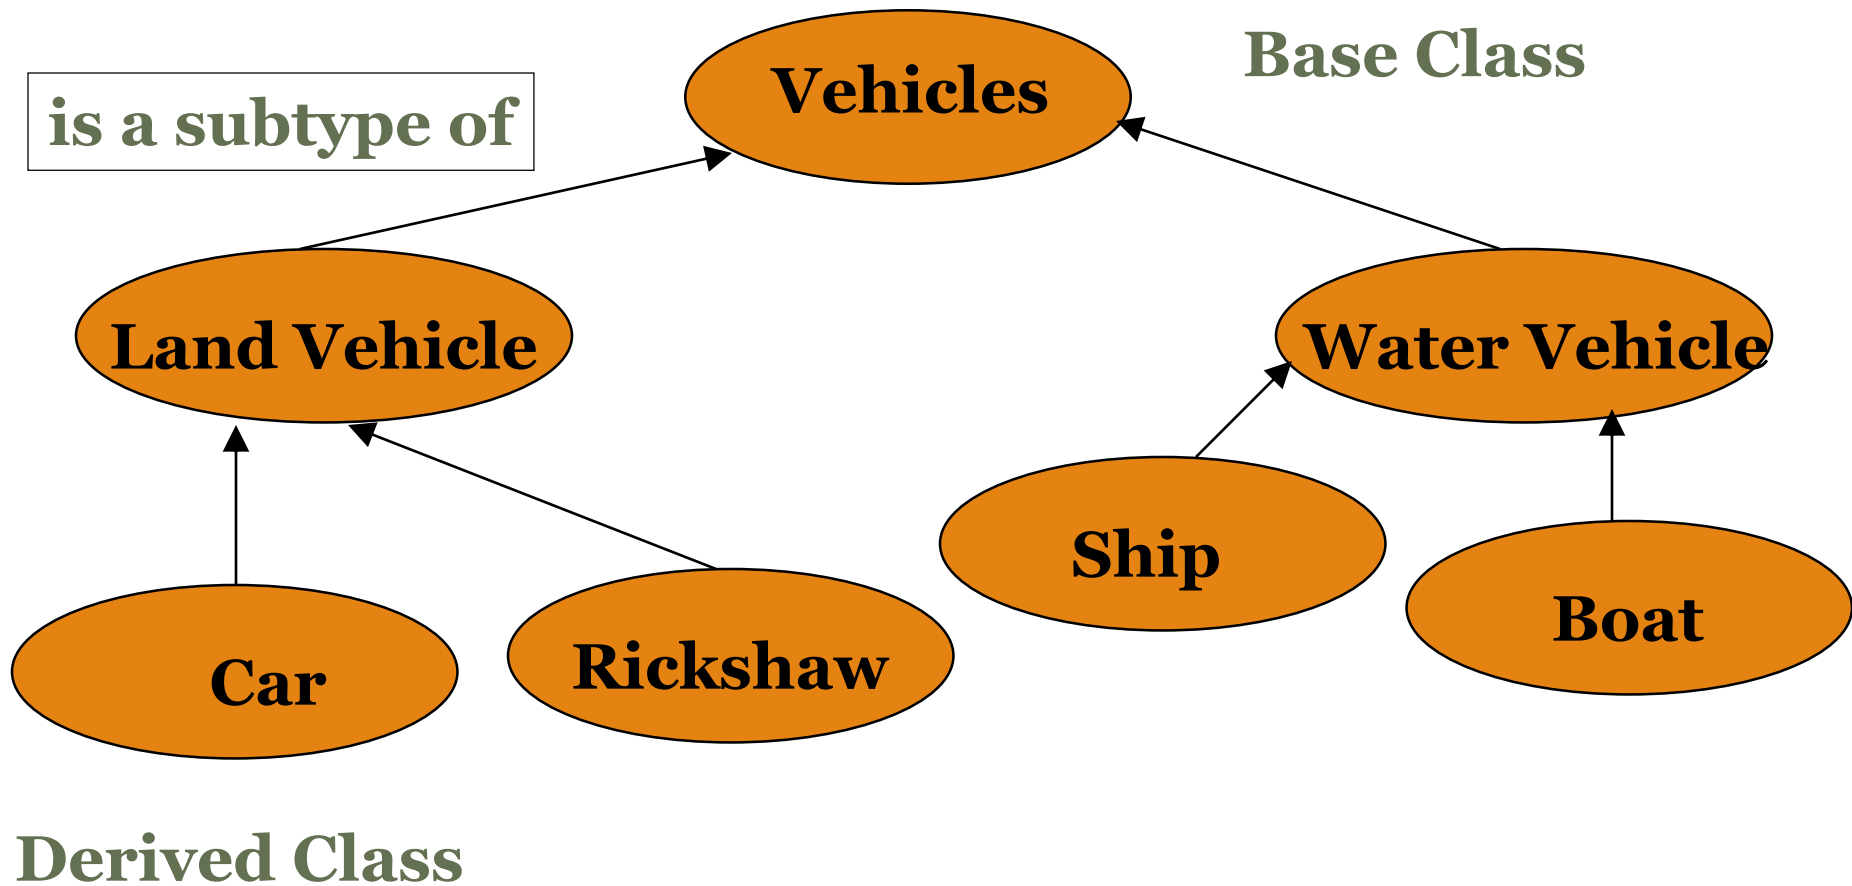 Base Class
Vehicles
is a subtype of
Land Vehicle
Water Vehicle
Ship
Boat
Rickshaw
Car
Derived Class